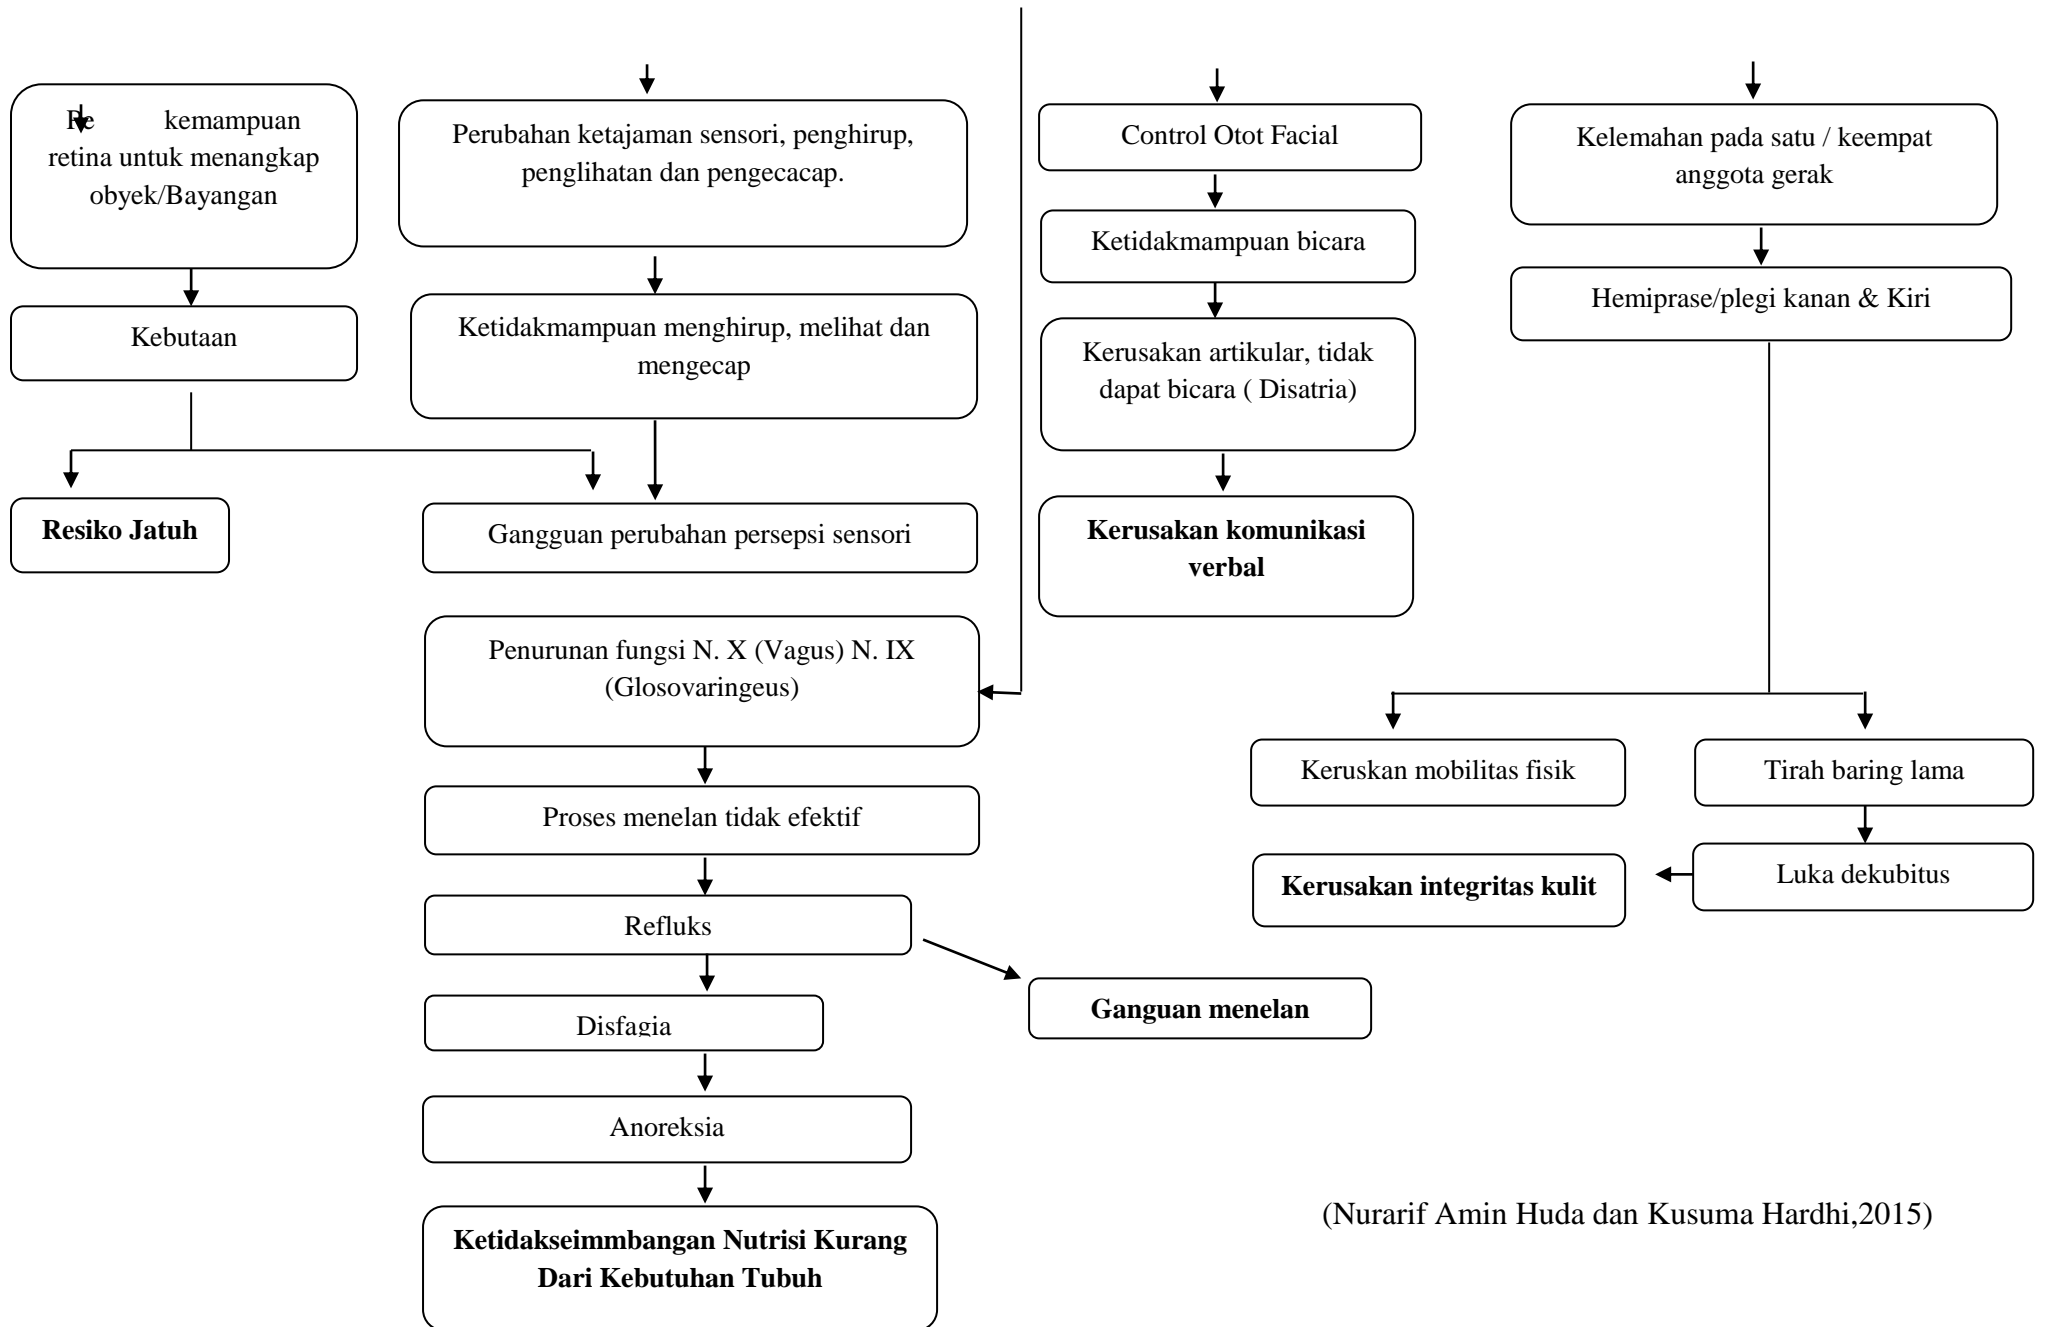 kemampuan
retina untuk menangkap
obyek/Bayangan
Kebutaan
Resiko Jatuh
Perubahan ketajaman sensori, penghirup,
penglihatan dan pengecacap.
Ketidakmampuan menghirup, melihat dan
mengecap
Gangguan perubahan persepsi sensori
Penurunan fungsi N. X (Vagus) N. IX
(Glosovaringeus)
Proses menelan tidak efektif
Refluks
Disfagia
Anoreksia
Ketidakseimmbangan Nutrisi Kurang
Dari Kebutuhan Tubuh
Ganguan menelan
Control Otot Facial
Ketidakmampuan bicara
Kerusakan artikular, tidak
dapat bicara ( Disatria)
Kerusakan komunikasi
verbal
Kelemahan pada satu / keempat
anggota gerak
Hemiprase/plegi kanan & Kiri
Keruskan mobilitas fisik
Tirah baring lama
Luka dekubitus
Kerusakan integritas kulit
(Nurarif Amin Huda dan Kusuma Hardhi,2015)